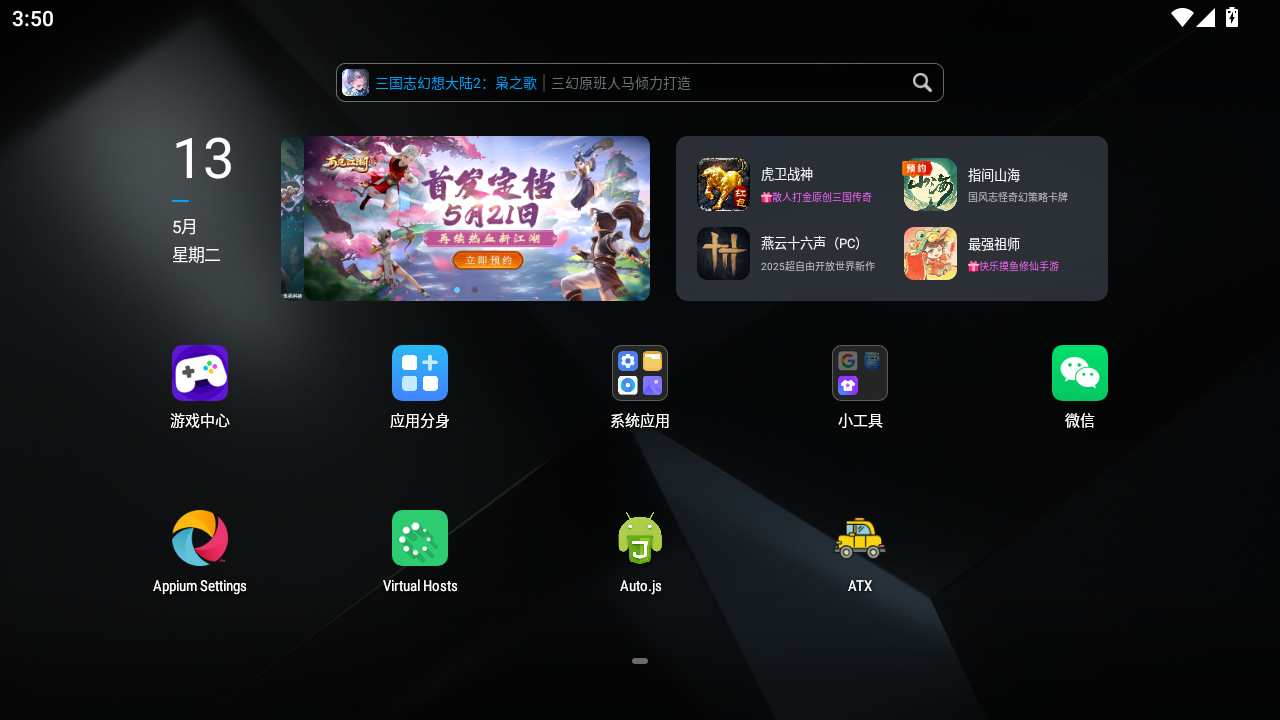 3:50
三国志幻想大陆2：枭之歌 | 三幻原班人马倾力打造
13
5月
星期二
首发定档
5月21日
再续热血新江湖
立即预约
虎卫战神
散人打金原创三国传奇
红包
预约
山海
指间山海
国风志怪奇幻策略卡牌
燕云十六声（PC）
2025超自由开放世界新作
最强祖师
快乐摸鱼修仙手游
游戏中心
应用分身
系统应用
小工具
微信
Appium Settings
Virtual Hosts
Auto.js
ATX